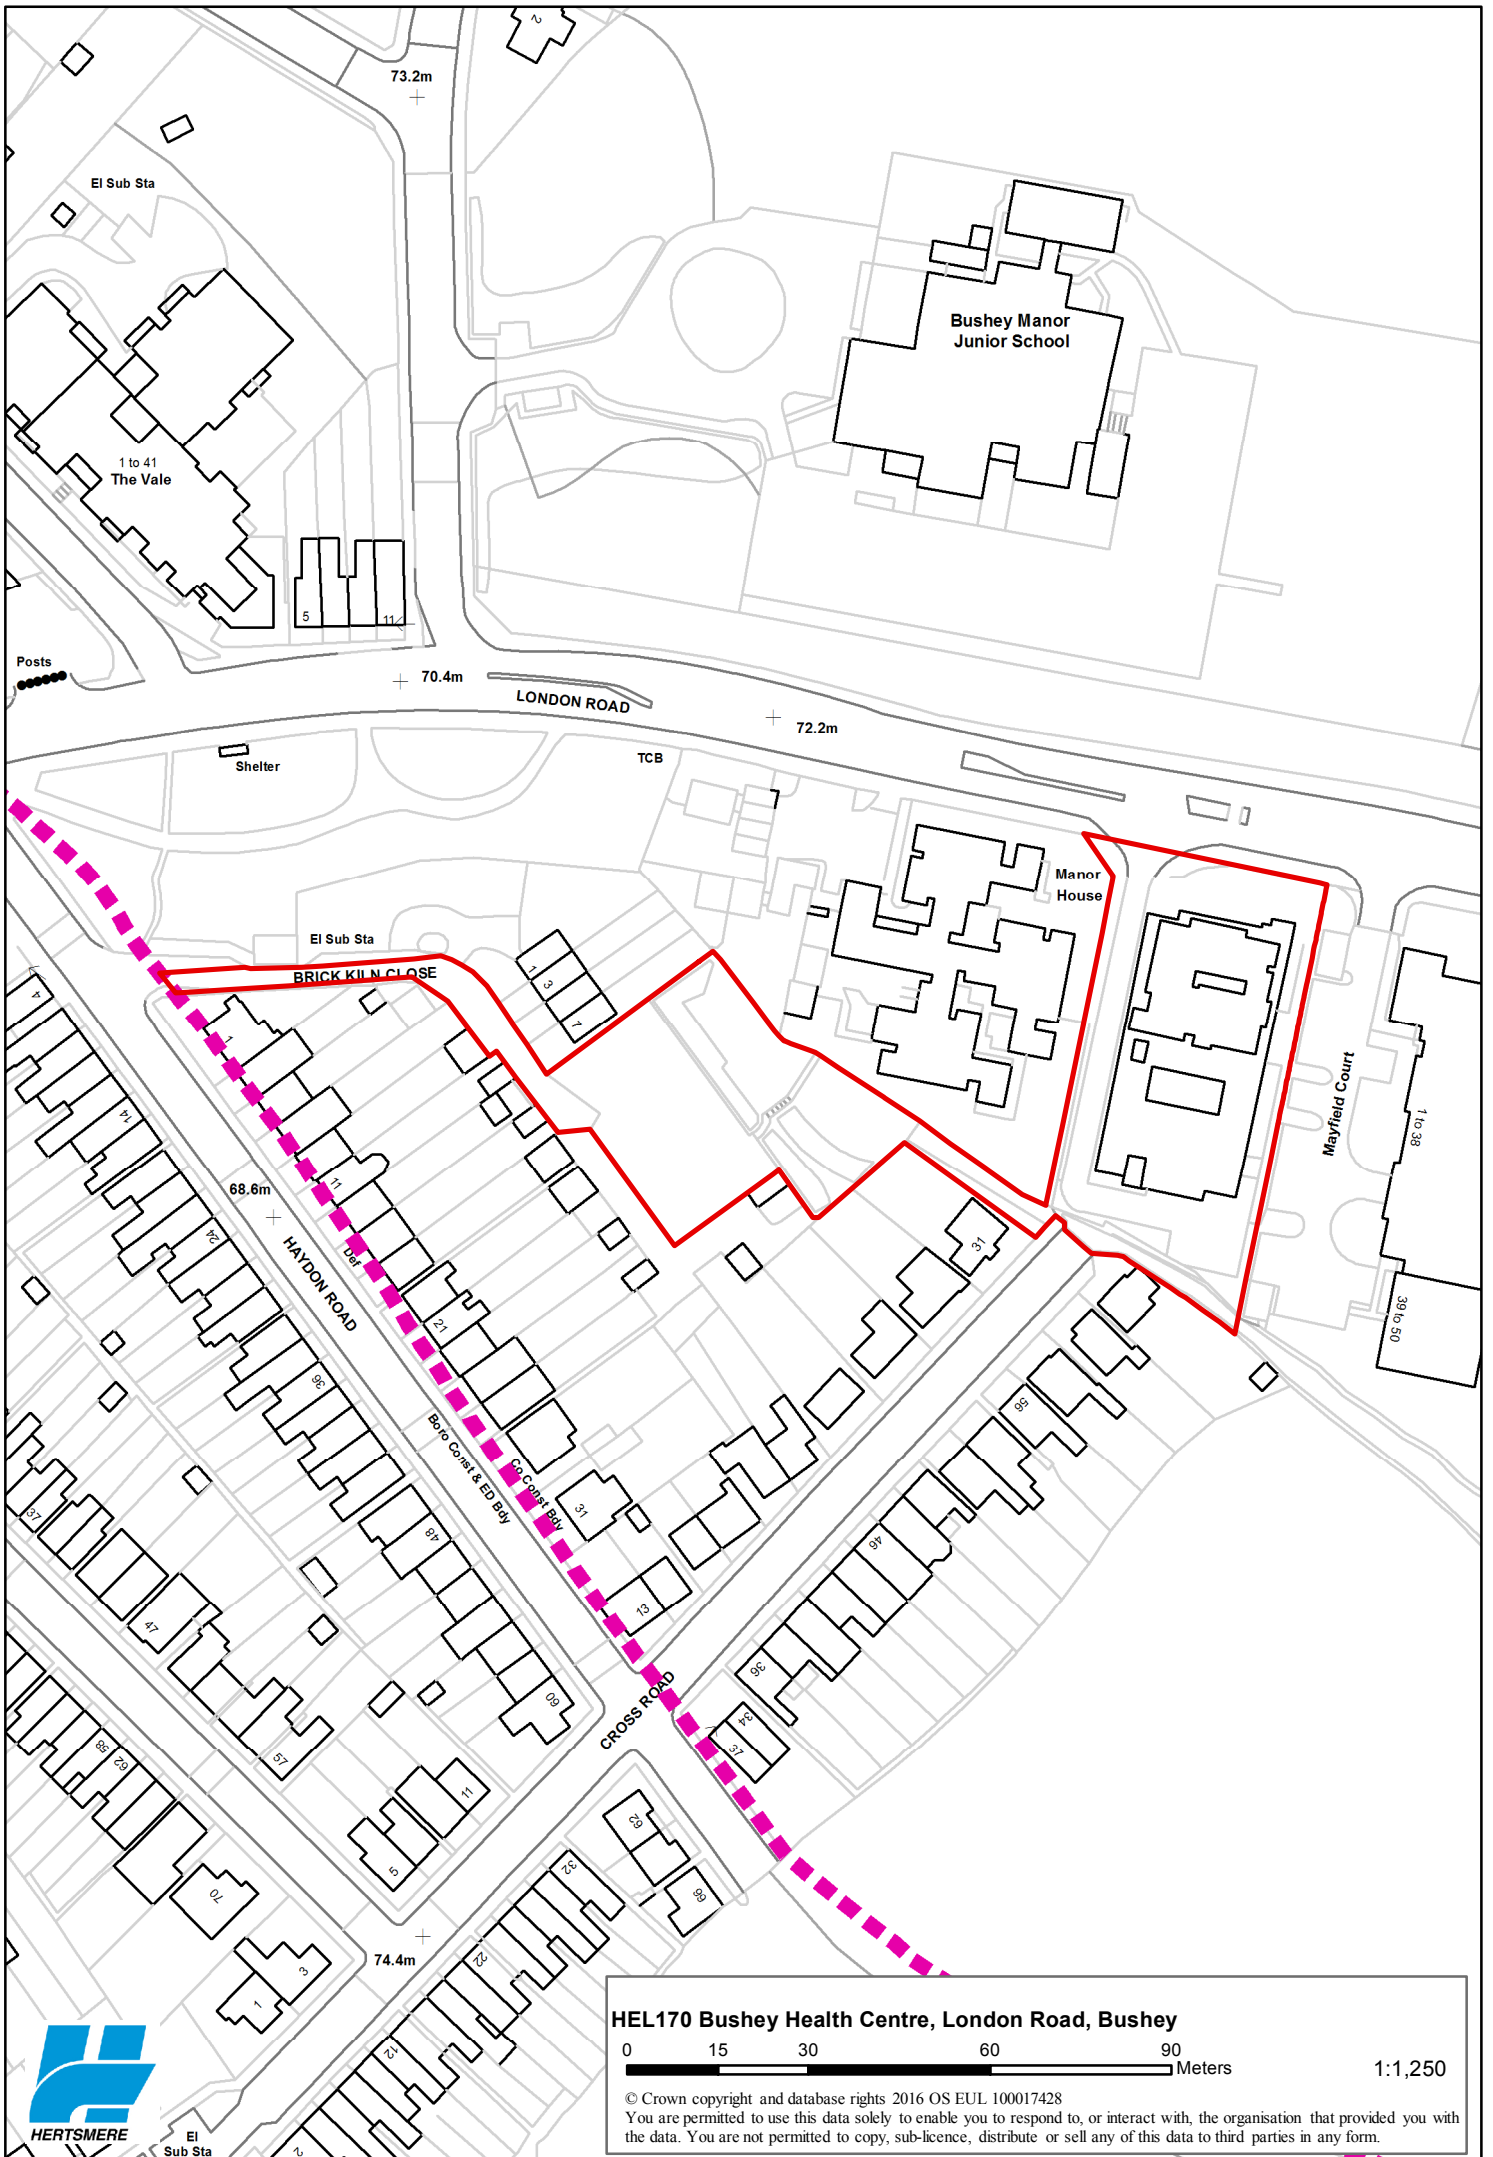 2
73.2m
El Sub Sta
Bushey Manor
Junior School
1 to 41
The Vale
5
11
Posts
70.4m
LONDON ROAD
72.2m
Shelter
TCB
Manor
House
El Sub Sta
BRICK KILN CLOSE
1
3
7
4
1
14
11
68.6m
24
HAYDON ROAD
Def
21
36
Boro Const & ED Bdy
Co Const Bdy
31
31
Mayfield Court
1 to 38
39 to 50
56
46
48
37
47
13
36
60
CROSS ROAD
34
37
57
58
62
11
5
62
66
32
70
22
74.4m
3
1
12
2
El
Sub Sta
HERTSMERE
HEL170 Bushey Health Centre, London Road, Bushey
0 15 30 60 90
Meters
1:1,250
© Crown copyright and database rights 2016 OS EUL 100017428
You are permitted to use this data solely to enable you to respond to, or interact with, the organisation that provided you with
the data. You are not permitted to copy, sub-licence, distribute or sell any of this data to third parties in any form.